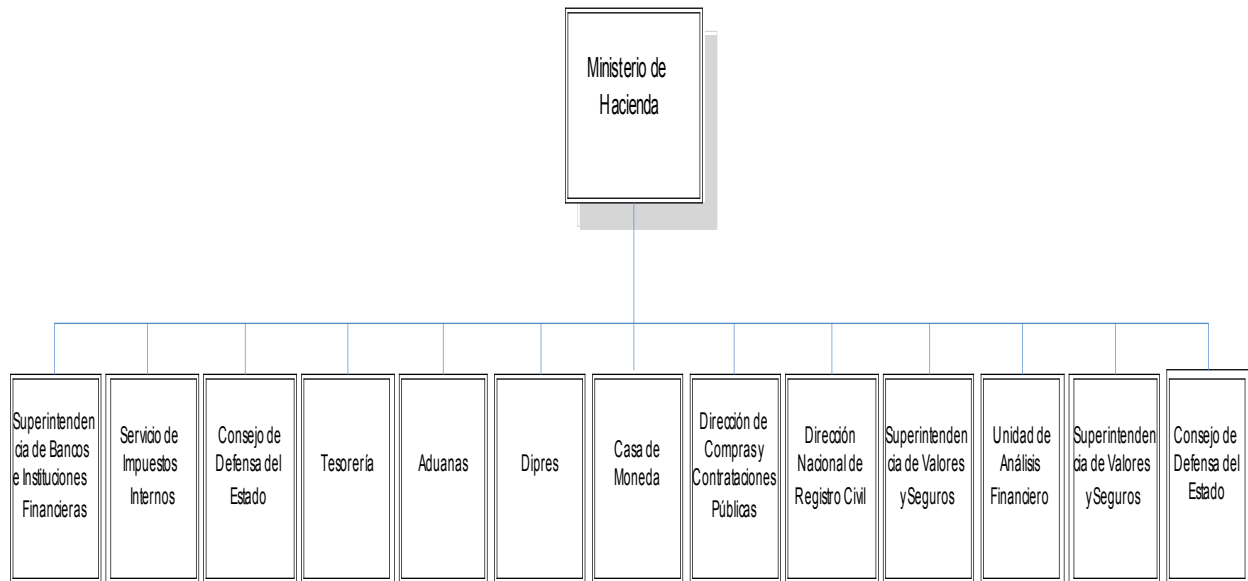 Ministerio de
Hacienda
Superintenden
cia de Bancos
e Instituciones
Financieras
Servicio de
Impuestos
Internos
Consejo de
Defensa del
Estado
Tesorería
Aduanas
Dipres
Casa de
Moneda
Dirección de
Compras y
Contrataciones
Públicas
Dirección
Nacional de
Registro Civil
Superintenden
cia de Valores
y Seguros
Unidad de
Análisis
Financiero
Superintenden
cia de Valores
y Seguros
Consejo de
Defensa del
Estado